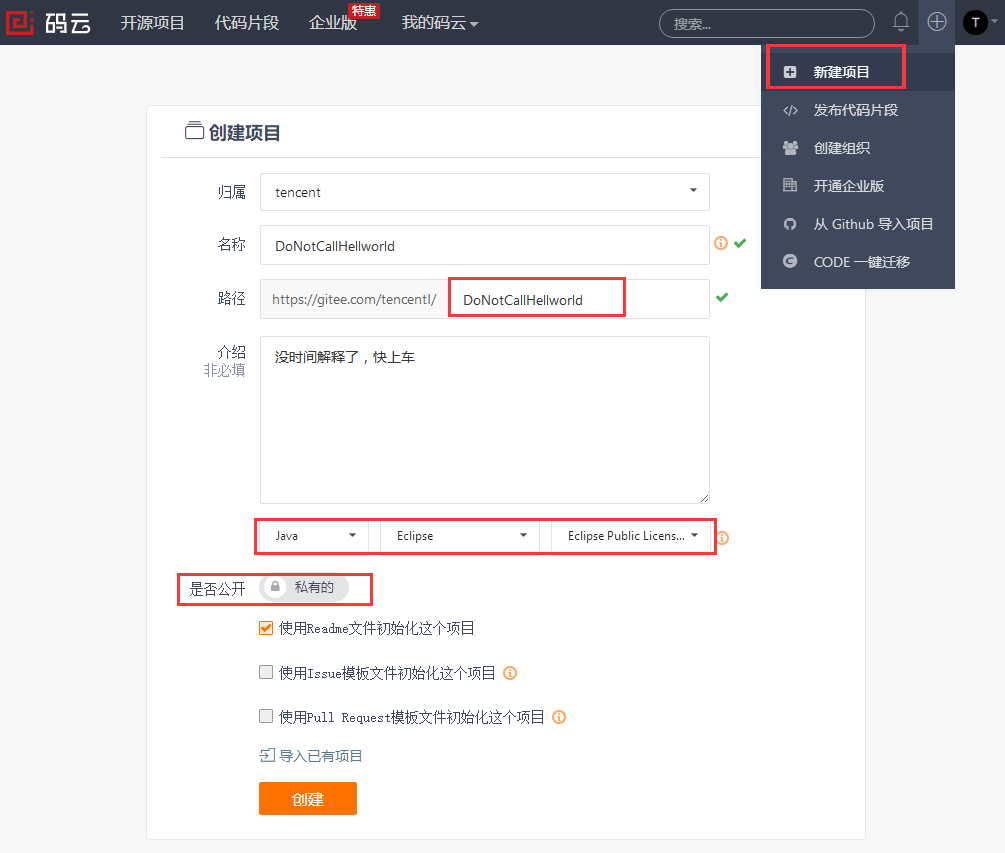 码云
开源项目
代码片段
企业版
特惠
我的码云
搜索...
T
新建项目
发布代码片段
创建组织
开通企业版
从 Github 导入项目
CODE 一键迁移
创建项目
归属 tencent
名称 DoNotCallHellworld
路径 https://gitee.com/tencentl/ DoNotCallHellworld
介绍 没时间解释了，快上车
非必填
Java Eclipse Eclipse Public Licens...
是否公开 私有的
使用Readme文件初始化这个项目
使用Issue模板文件初始化这个项目
使用Pull Request模板文件初始化这个项目
导入已有项目
创建